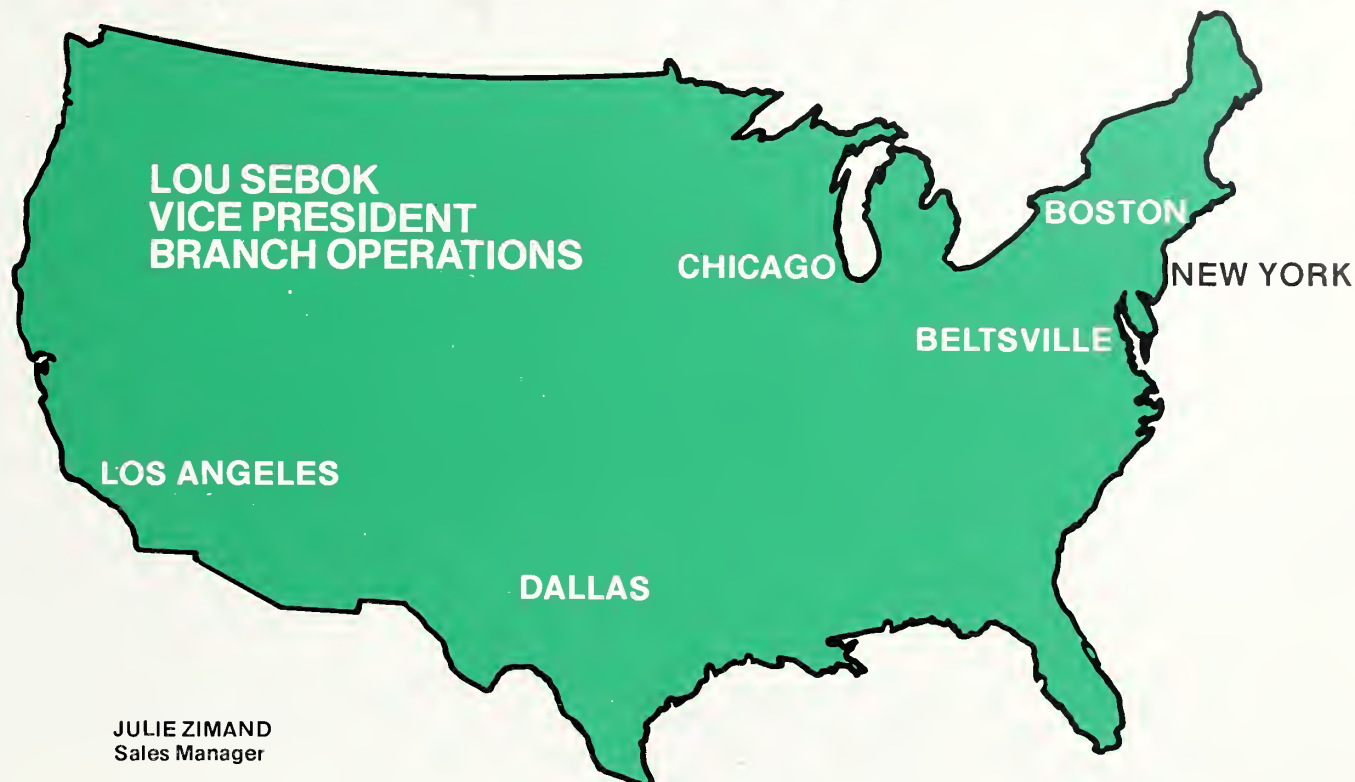 LOU SEBOK
VICE PRESIDENT
BRANCH OPERATIONS
BOSTON
CHICAGO
NEW YORK
BELTSVILLE
LOS ANGELES
DALLAS
JULIE ZIMAND
Sales Manager